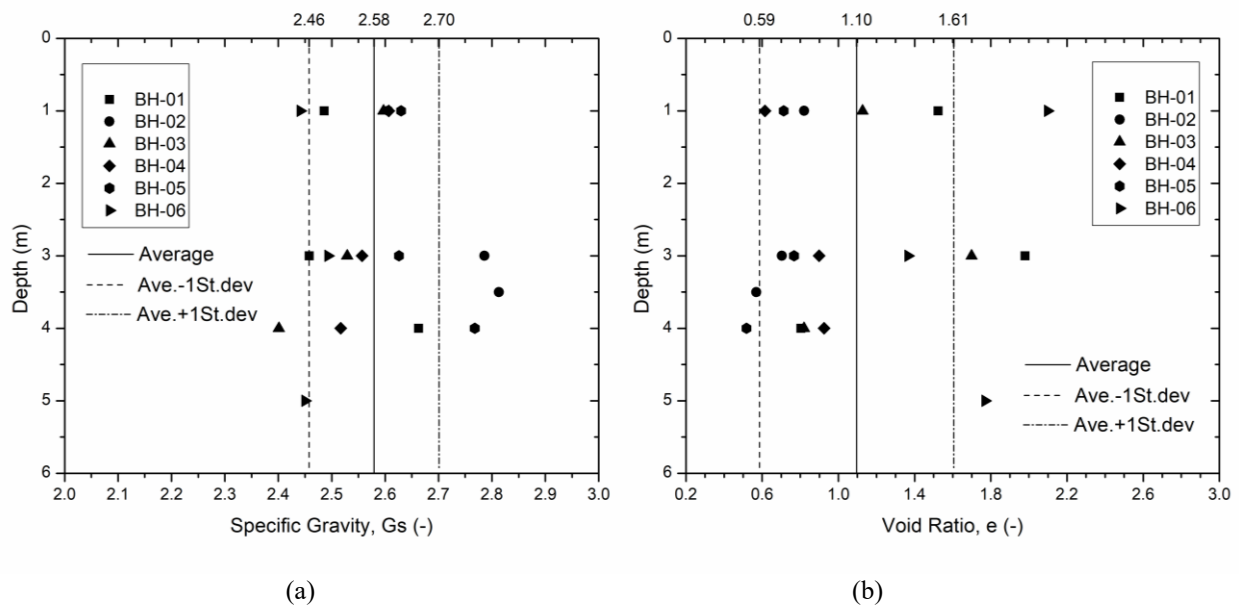 2.46 2.58 2.70
0
1
2
3
4
5
6
Depth (m)
BH-01
BH-02
BH-03
BH-04
BH-05
BH-06
Average
Ave.-1St.dev
Ave.+1St.dev
2.0 2.1 2.2 2.3 2.4 2.5 2.6 2.7 2.8 2.9 3.0
Specific Gravity, Gs (-)
(a)
0.59 1.10 1.61
0
1
2
3
4
5
6
Depth (m)
BH-01
BH-02
BH-03
BH-04
BH-05
BH-06
Average
Ave.-1St.dev
Ave.+1St.dev
0.2 0.6 1.0 1.4 1.8 2.2 2.6 3.0
Void Ratio, e (-)
(b)